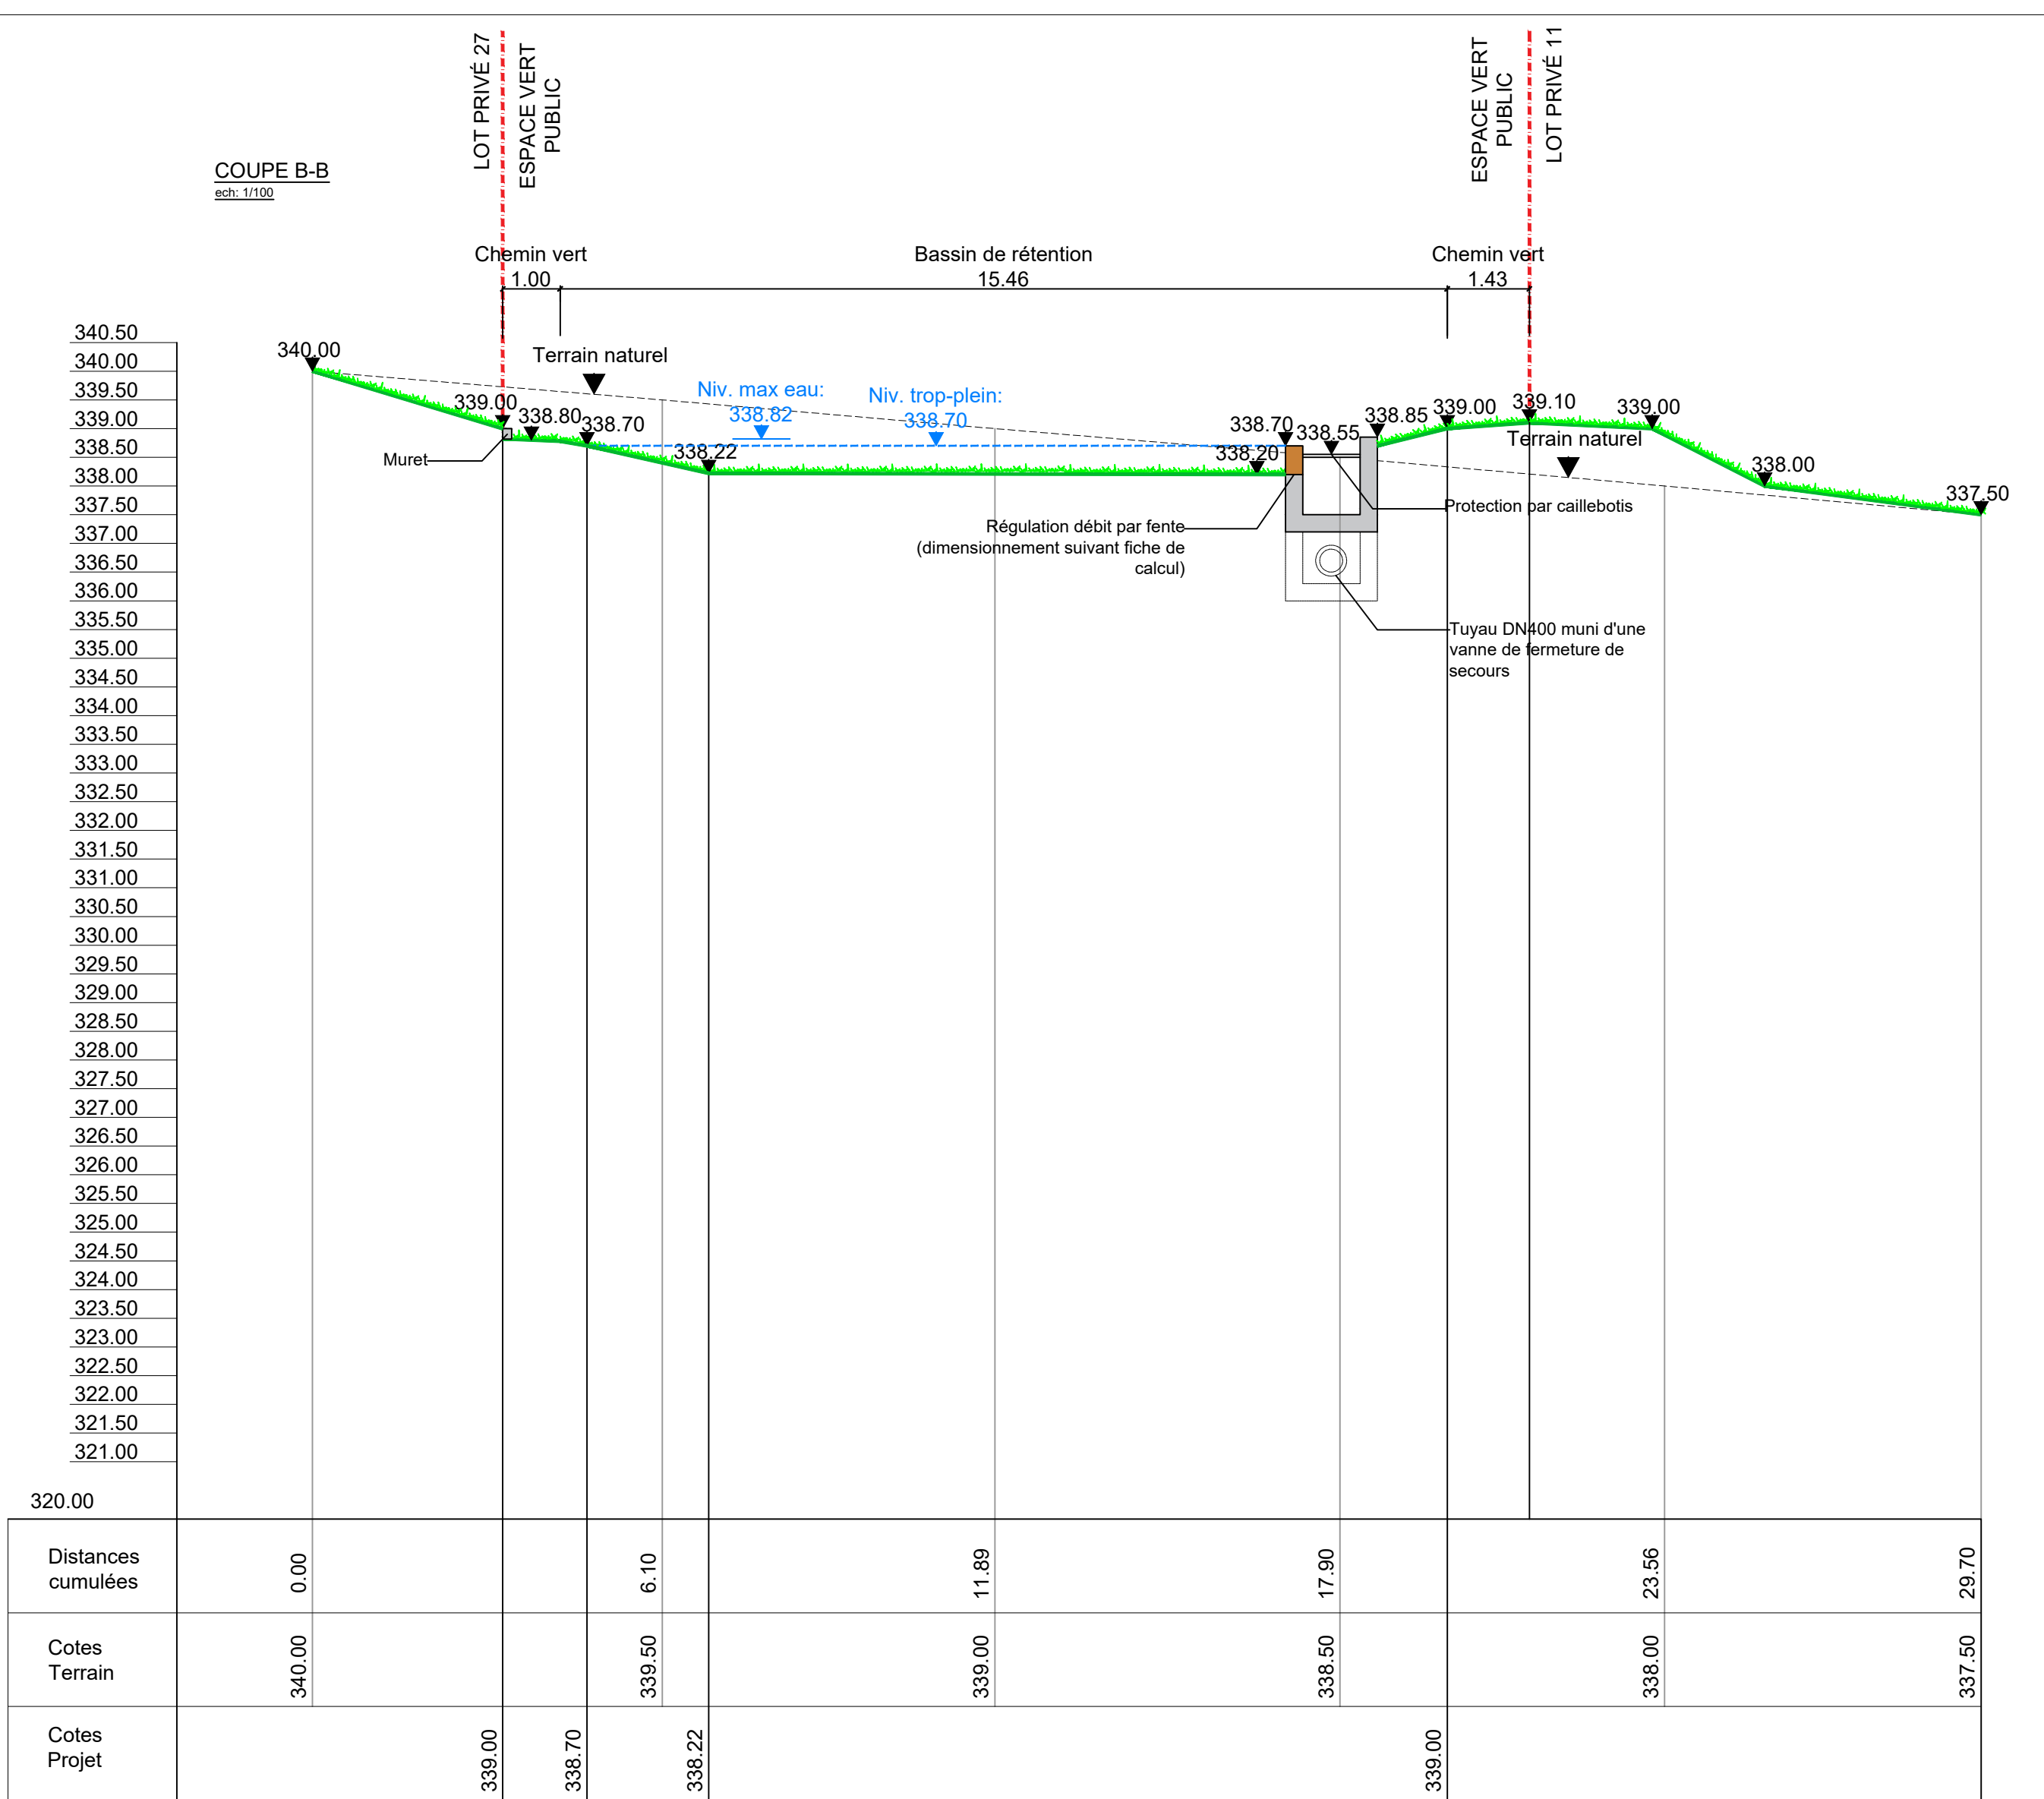 LOT PRIVÉ 27
ESPACE VERT
PUBLIC
ESPACE VERT
PUBLIC
LOT PRIVÉ 11
COUPE B-B
ech: 1/100
Chemin vert
1.00
Bassin de rétention
15.46
Chemin vert
1.43
340.00
Terrain naturel
Niv. max eau:
338.82
Niv. trop-plein:
338.70
339.00
338.80
338.70
338.22
338.70
338.20
338.55
338.85
339.00
339.10
339.00
Terrain naturel
338.00
337.50
Muret
Régulation débit par fente
(dimensionnement suivant fiche de
calcul)
Protection par caillebotis
Tuyau DN400 muni d'une
vanne de fermeture de
secours
340.50
340.00
339.50
339.00
338.50
338.00
337.50
337.00
336.50
336.00
335.50
335.00
334.50
334.00
333.50
333.00
332.50
332.00
331.50
331.00
330.50
330.00
329.50
329.00
328.50
328.00
327.50
327.00
326.50
326.00
325.50
325.00
324.50
324.00
323.50
323.00
322.50
322.00
321.50
321.00
320.00
Distances
cumulées
0.00
6.10
11.89
17.90
23.56
29.70
Cotes
Terrain
340.00
339.50
339.00
338.50
338.00
337.50
Cotes
Projet
339.00
338.70
338.22
339.00